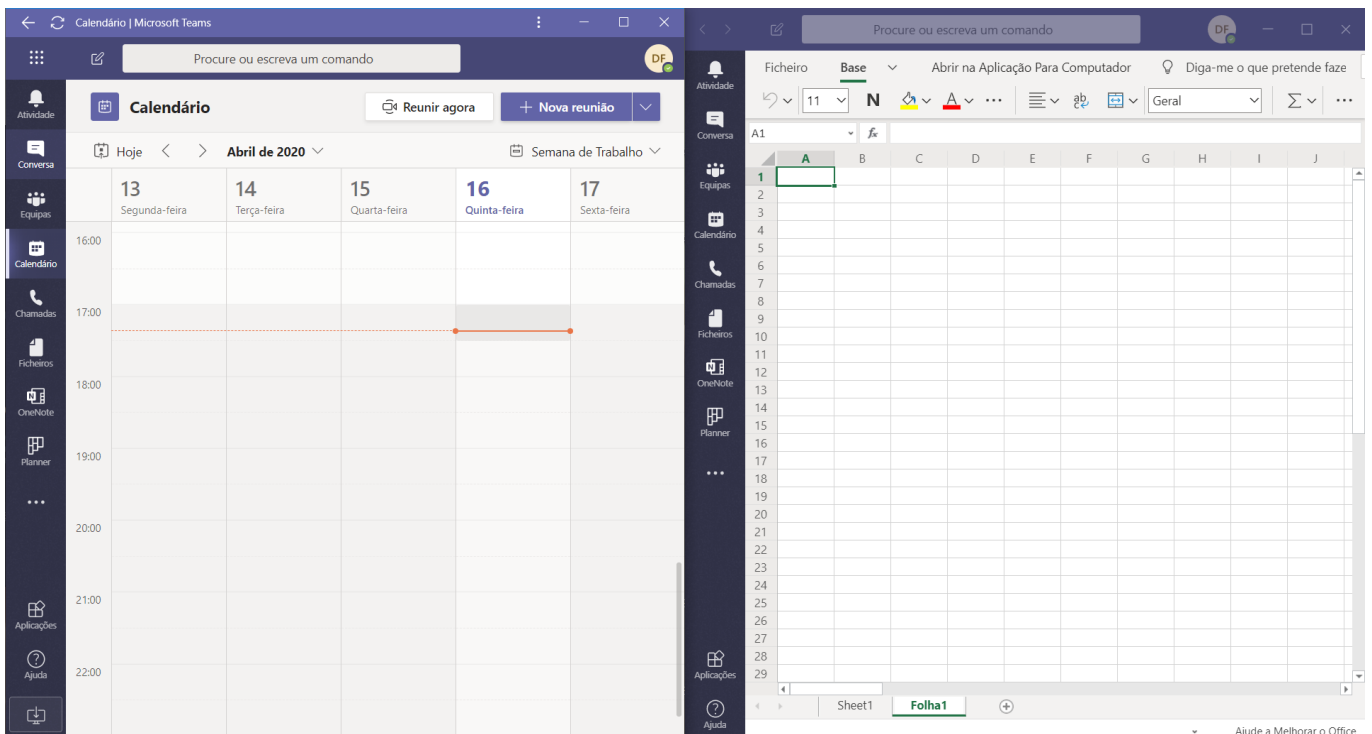 Calendário | Microsoft Teams
Procure ou escreva um comando
DF
Atividade
Conversa
Equipas
Calendário
Chamadas
Ficheiros
OneNote
Planner
Aplicações
Ajuda
Calendário
Reunir agora
+ Nova reunião
Hoje
Abril de 2020
Semana de Trabalho
13 14 15 16 17
Segunda-feira Terça-feira Quarta-feira Quinta-feira Sexta-feira
16:00
17:00
18:00
19:00
20:00
21:00
22:00
Procure ou escreva um comando
DF
Atividade
Conversa
Equipas
Calendário
Chamadas
Ficheiros
OneNote
Planner
Aplicações
Ajuda
Ficheiro Base Abrir na Aplicação Para Computador Diga-me o que pretende faze
11 N A ab Geral Σ
A1 fx
A B C D E F G H I J
1
2
3
4
5
6
7
8
9
10
11
12
13
14
15
16
17
18
19
20
21
22
23
24
25
26
27
28
29
Sheet1 Folha1
Ajude a Melhorar o Office